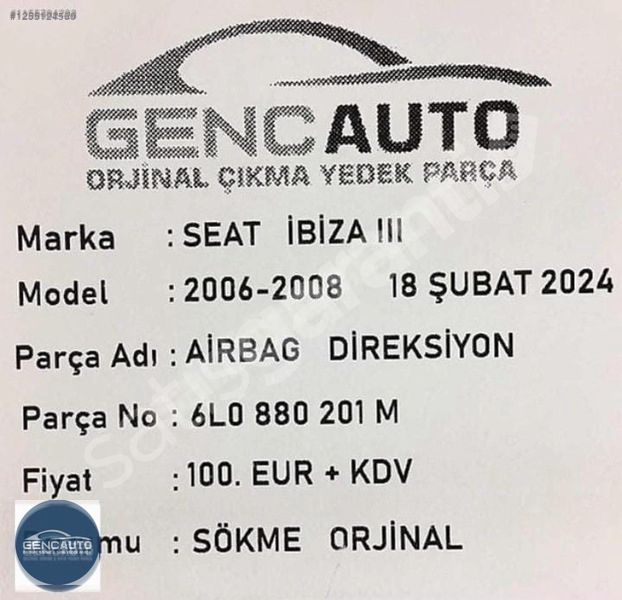 #1255124580
GENCAUTO
ORJİNAL ÇIKMA YEDEK PARÇA
Marka : SEAT İBİZA III
Model : 2006-2008 18 ŞUBAT 2024
Parça Adı : AİRBAG DİREKSİYON
Parça No : 6L0 880 201 M
Fiyat : 100. EUR + KDV
mu : SÖKME ORJİNAL
GENCAUTO